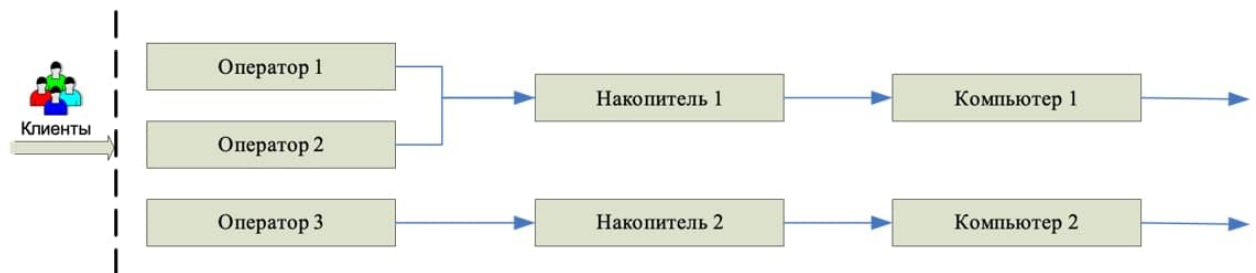 Клиенты
Оператор 1
Оператор 2
Оператор 3
Накопитель 1
Накопитель 2
Компьютер 1
Компьютер 2